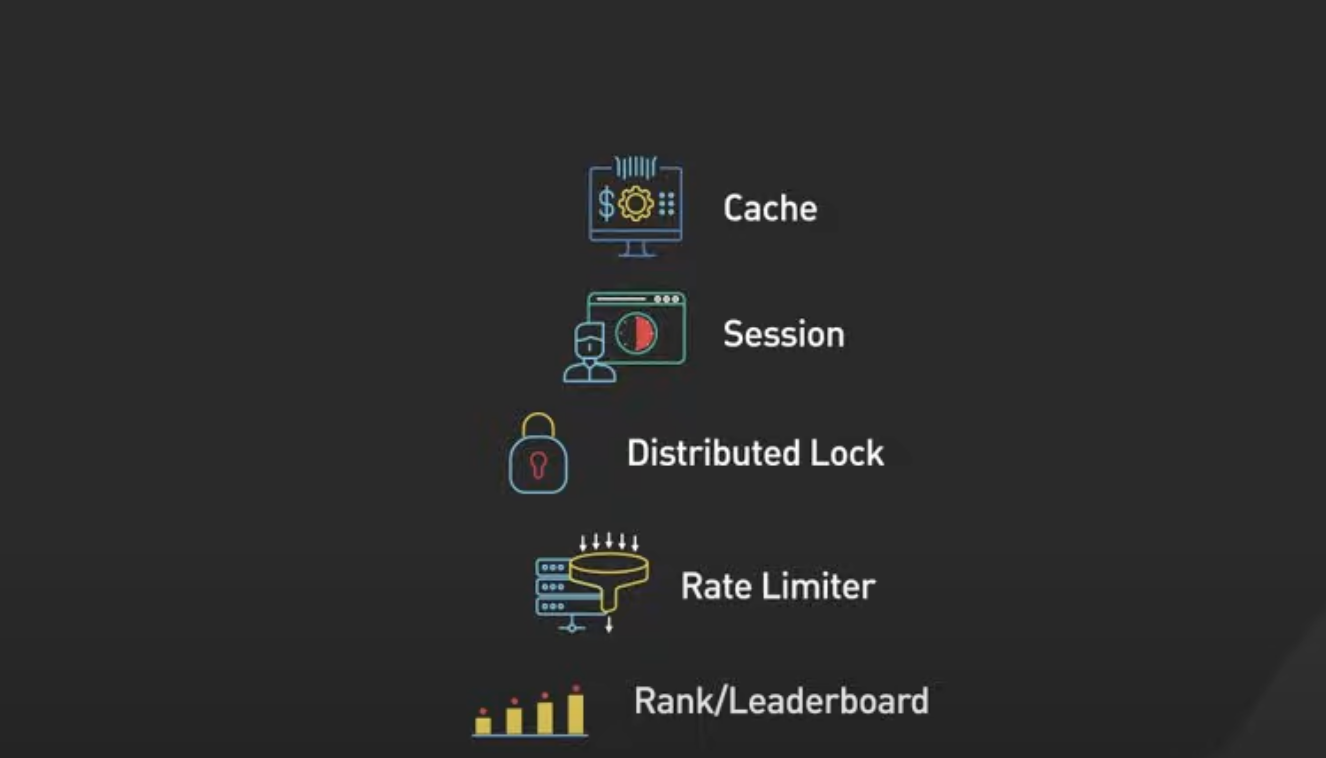 Cache
Session
Distributed Lock
Rate Limiter
Rank/Leaderboard